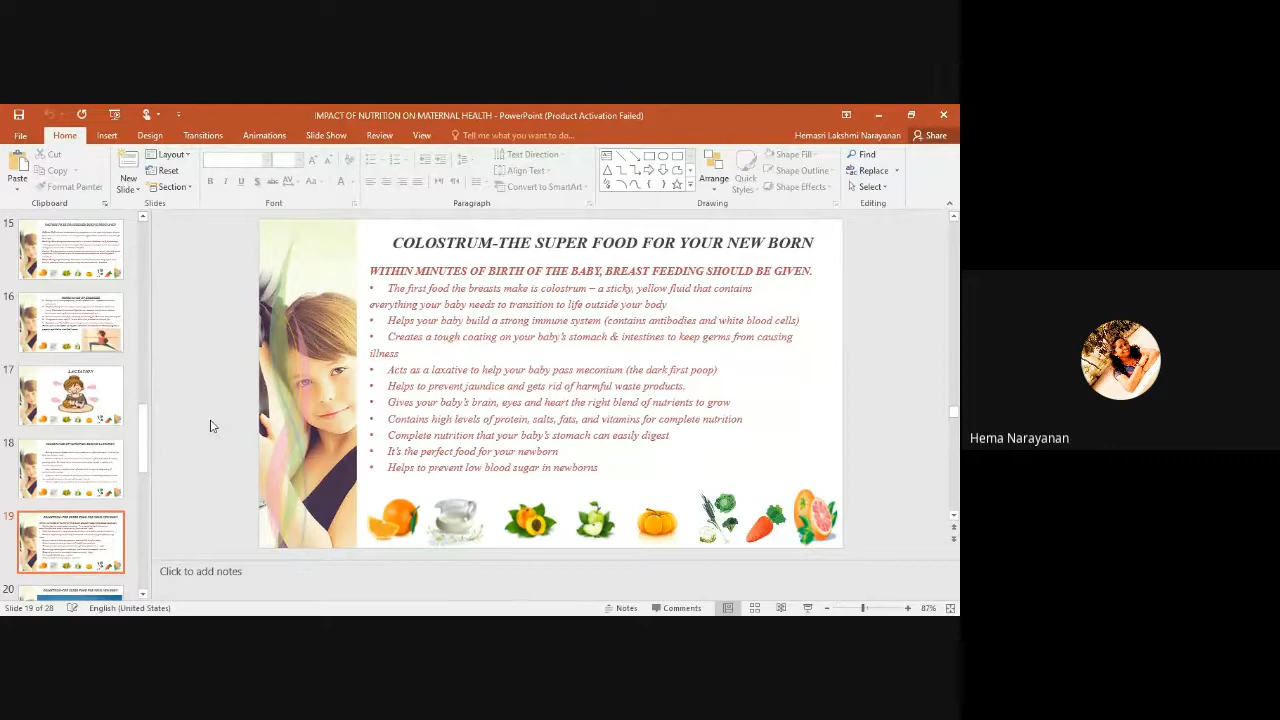 IMPACT OF NUTRITION ON MATERNAL HEALTH - PowerPoint (Product Activation Failed)
File Home Insert Design Transitions Animations Slide Show Review View Tell me what you want to do... Hemasri Lakshmi Narayanan Share
Paste
Cut
Copy
Format Painter
Clipboard
New
Slide
Layout
Reset
Section
Slides
B I U S abc AV Aa A
Font
Text Direction
Align Text
Convert to SmartArt
Paragraph
Arrange
Quick
Styles
Shape Fill
Shape Outline
Shape Effects
Drawing
Find
Replace
Select
Editing
15
16
17
LACTATION
18
19
20
COLOSTRUM-THE SUPER FOOD FOR YOUR NEWBORN
WITHIN MINUTES OF BIRTH OF THE BABY, BREAST FEEDING SHOULD BE GIVEN.
• The first food the breasts make is colostrum – a sticky, yellow fluid that contains
everything your baby needs transition to life outside your body
• Helps your baby build a strong immune system (contains antibodies and white blood cells)
• Creates a tough coating on your baby's stomach & intestines to keep germs from causing
illness
• Acts as a laxative to help your baby pass meconium (the dark first poop)
• Helps to prevent jaundice and gets rid of harmful waste products.
• Gives your baby's brain, eyes and heart the right blend of nutrients to grow
• Contains high levels of protein, salts, fats, and vitamins for complete nutrition
• Complete nutrition that your baby's stomach can easily digest
• It is the perfect food for your newborn
• Helps to prevent low blood sugar in newborns
Click to add notes
Slide 19 of 28 English (United States) Notes Comments 87%
Hema Narayanan